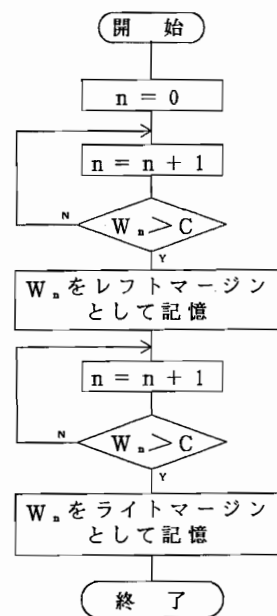 開 始
n = 0
n = n + 1
N
Wₙ > C
Y
Wₙをレフトマージン
として記憶
n = n + 1
N
Wₙ > C
Y
Wₙをライトマージン
として記憶
終 了